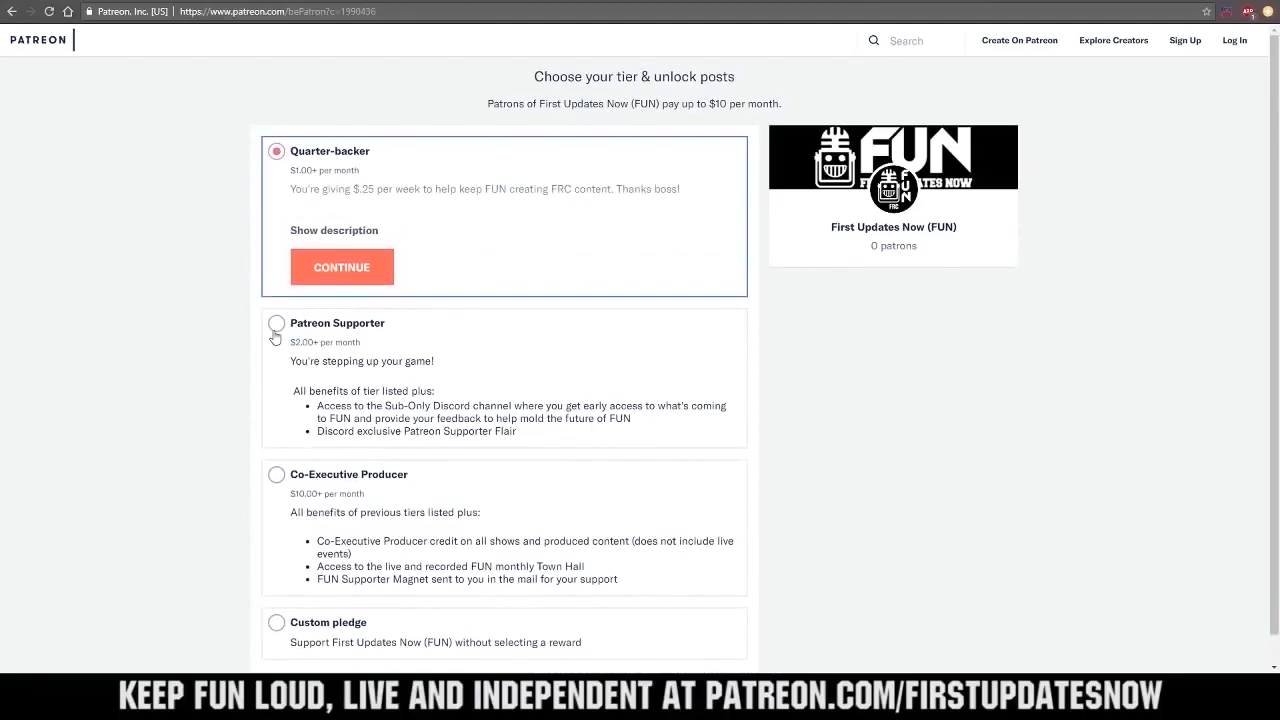 Patreon, Inc. [US]
https://www.patreon.com/bePatron?c=1990436
PATREON
Search
Create On Patreon
Explore Creators
Sign Up
Log In
Choose your tier & unlock posts
Patrons of First Updates Now (FUN) pay up to $10 per month.
Quarter-backer
$1.00+ per month
You're giving $.25 per week to help keep FUN creating FRC content. Thanks boss!
Show description
CONTINUE
Patreon Supporter
$2.00+ per month
You're stepping up your game!
All benefits of tier listed plus:
• Access to the Sub-Only Discord channel where you get early access to what's coming
to FUN and provide your feedback to help mold the future of FUN
• Discord exclusive Patreon Supporter Flair
Co-Executive Producer
$10.00+ per month
All benefits of previous tiers listed plus:
• Co-Executive Producer credit on all shows and produced content (does not include live
events)
• Access to the live and recorded FUN monthly Town Hall
• FUN Supporter Magnet sent to you in the mail for your support
Custom pledge
Support First Updates Now (FUN) without selecting a reward
FUN
FUN
FRC
First Updates Now (FUN)
0 patrons
KEEP FUN LOUD, LIVE AND INDEPENDENT AT PATREON.COM/FIRSTUPDATESNOW